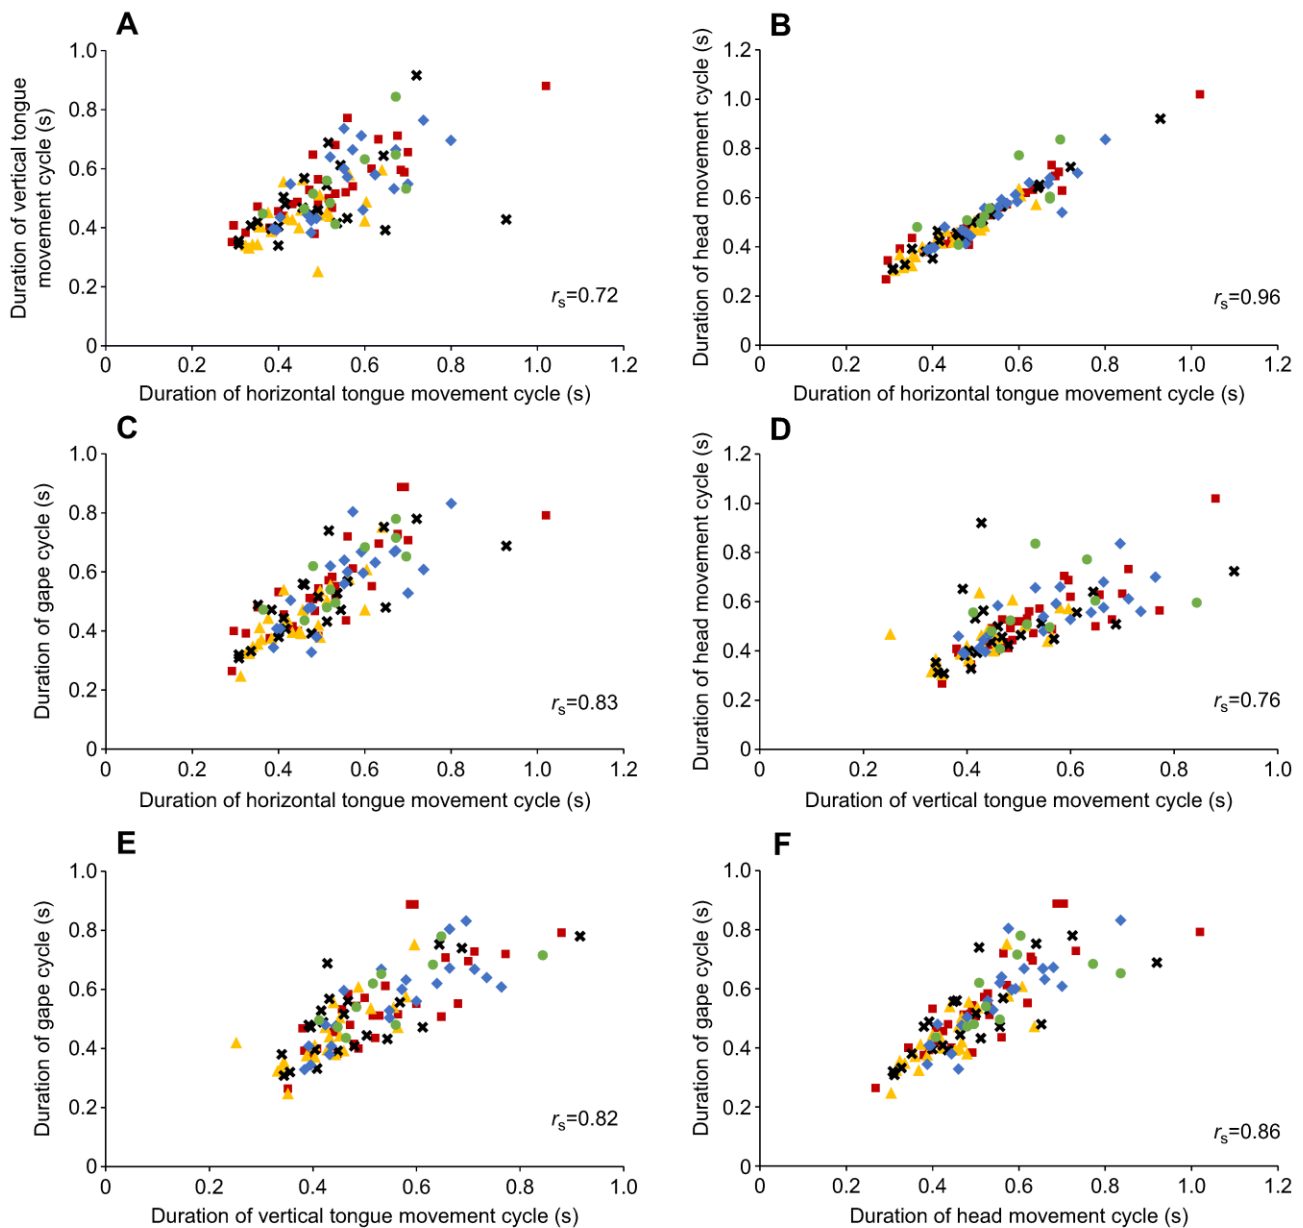 A
Duration of vertical tongue
movement cycle (s)
1.0
0.8
0.6
0.4
0.2
0
0 0.2 0.4 0.6 0.8 1.0 1.2
Duration of horizontal tongue movement cycle (s)
rs=0.72
B
Duration of head movement cycle (s)
1.2
1.0
0.8
0.6
0.4
0.2
0
0 0.2 0.4 0.6 0.8 1.0 1.2
Duration of horizontal tongue movement cycle (s)
rs=0.96
C
Duration of gape cycle (s)
1.0
0.8
0.6
0.4
0.2
0
0 0.2 0.4 0.6 0.8 1.0 1.2
Duration of horizontal tongue movement cycle (s)
rs=0.83
D
Duration of head movement cycle (s)
1.2
1.0
0.8
0.6
0.4
0.2
0
0 0.2 0.4 0.6 0.8 1.0
Duration of vertical tongue movement cycle (s)
rs=0.76
E
Duration of gape cycle (s)
1.0
0.8
0.6
0.4
0.2
0
0 0.2 0.4 0.6 0.8 1.0
Duration of vertical tongue movement cycle (s)
rs=0.82
F
Duration of gape cycle (s)
1.0
0.8
0.6
0.4
0.2
0
0 0.2 0.4 0.6 0.8 1.0 1.2
Duration of head movement cycle (s)
rs=0.86